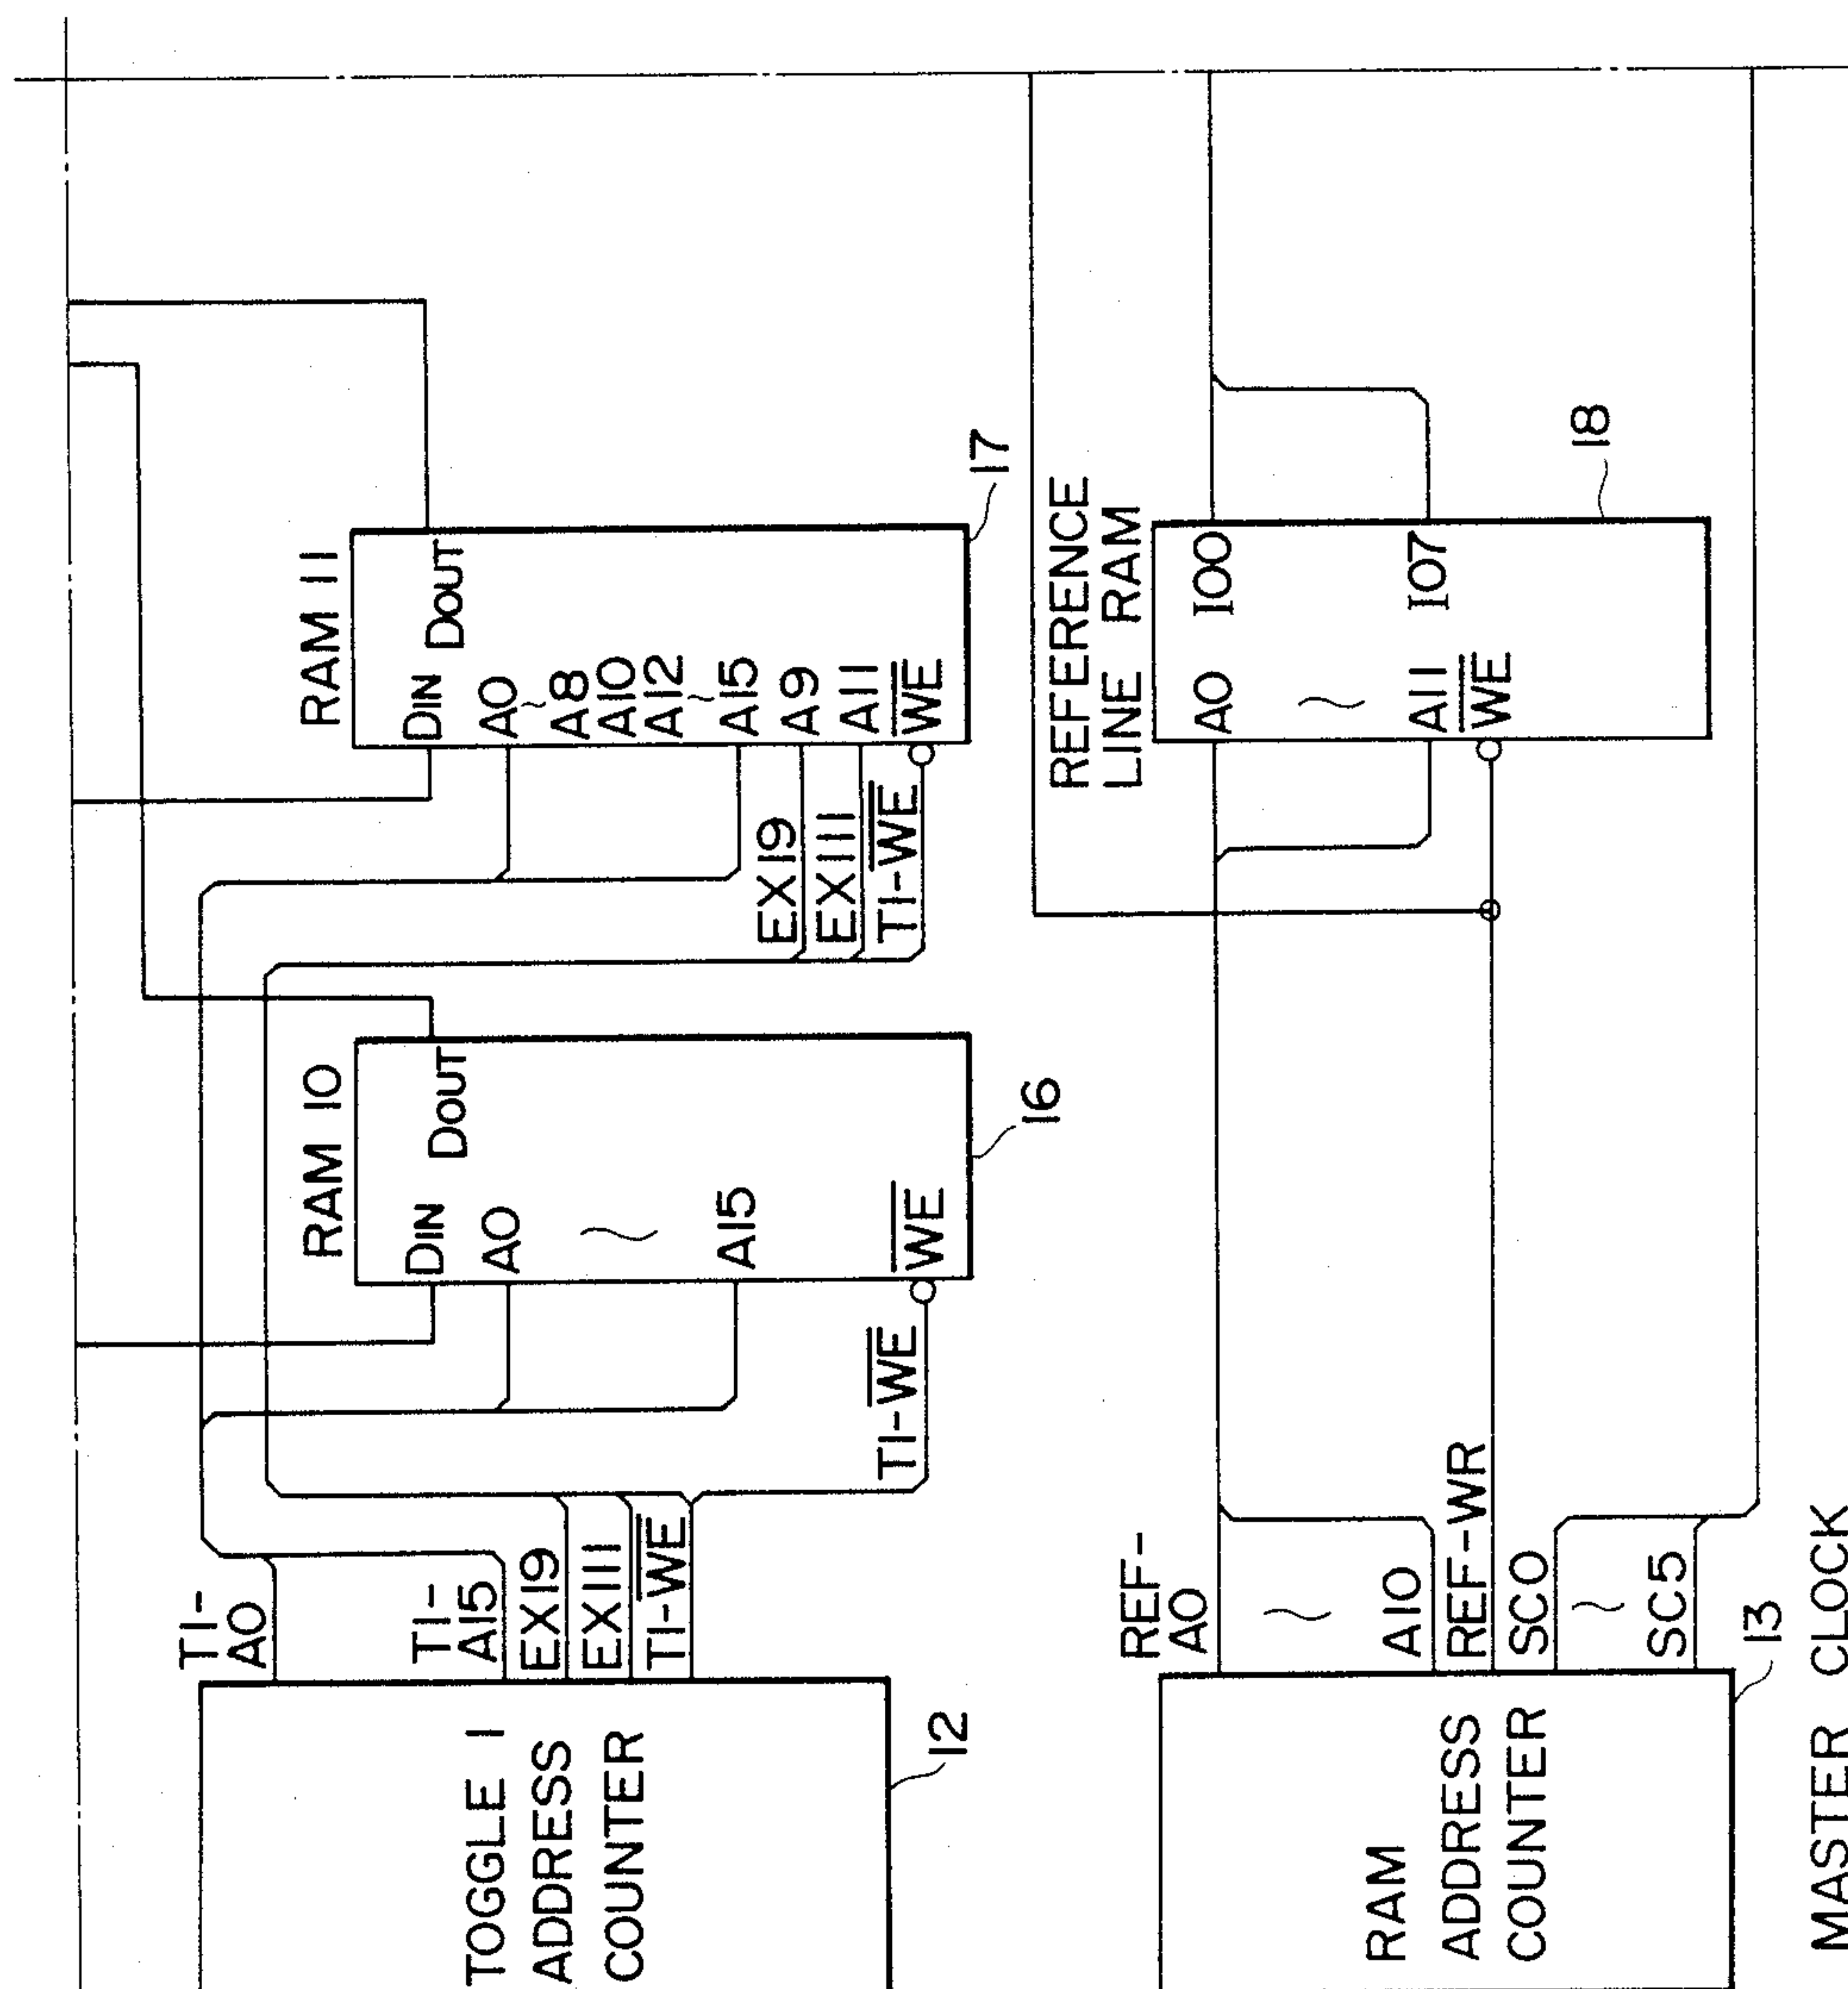 TOGGLE 1
ADDRESS
COUNTER
12
T1-
A0
T1-
A15
EX19
EX111
T1-WE
RAM 10
DIN
DOUT
A0
~
A15
WE
T1-WE
16
RAM 11
DIN
DOUT
A0
~
A8
A10
A12
~
A15
A9
A11
WE
EX19
EX111
T1-WE
17
RAM
ADDRESS
COUNTER
13
REF-
A0
~
A10
REF-WR
SC0
~
SC5
REFERENCE
LINE RAM
A0
IO0
~
A11
IO7
WE
18
MASTER CLOCK